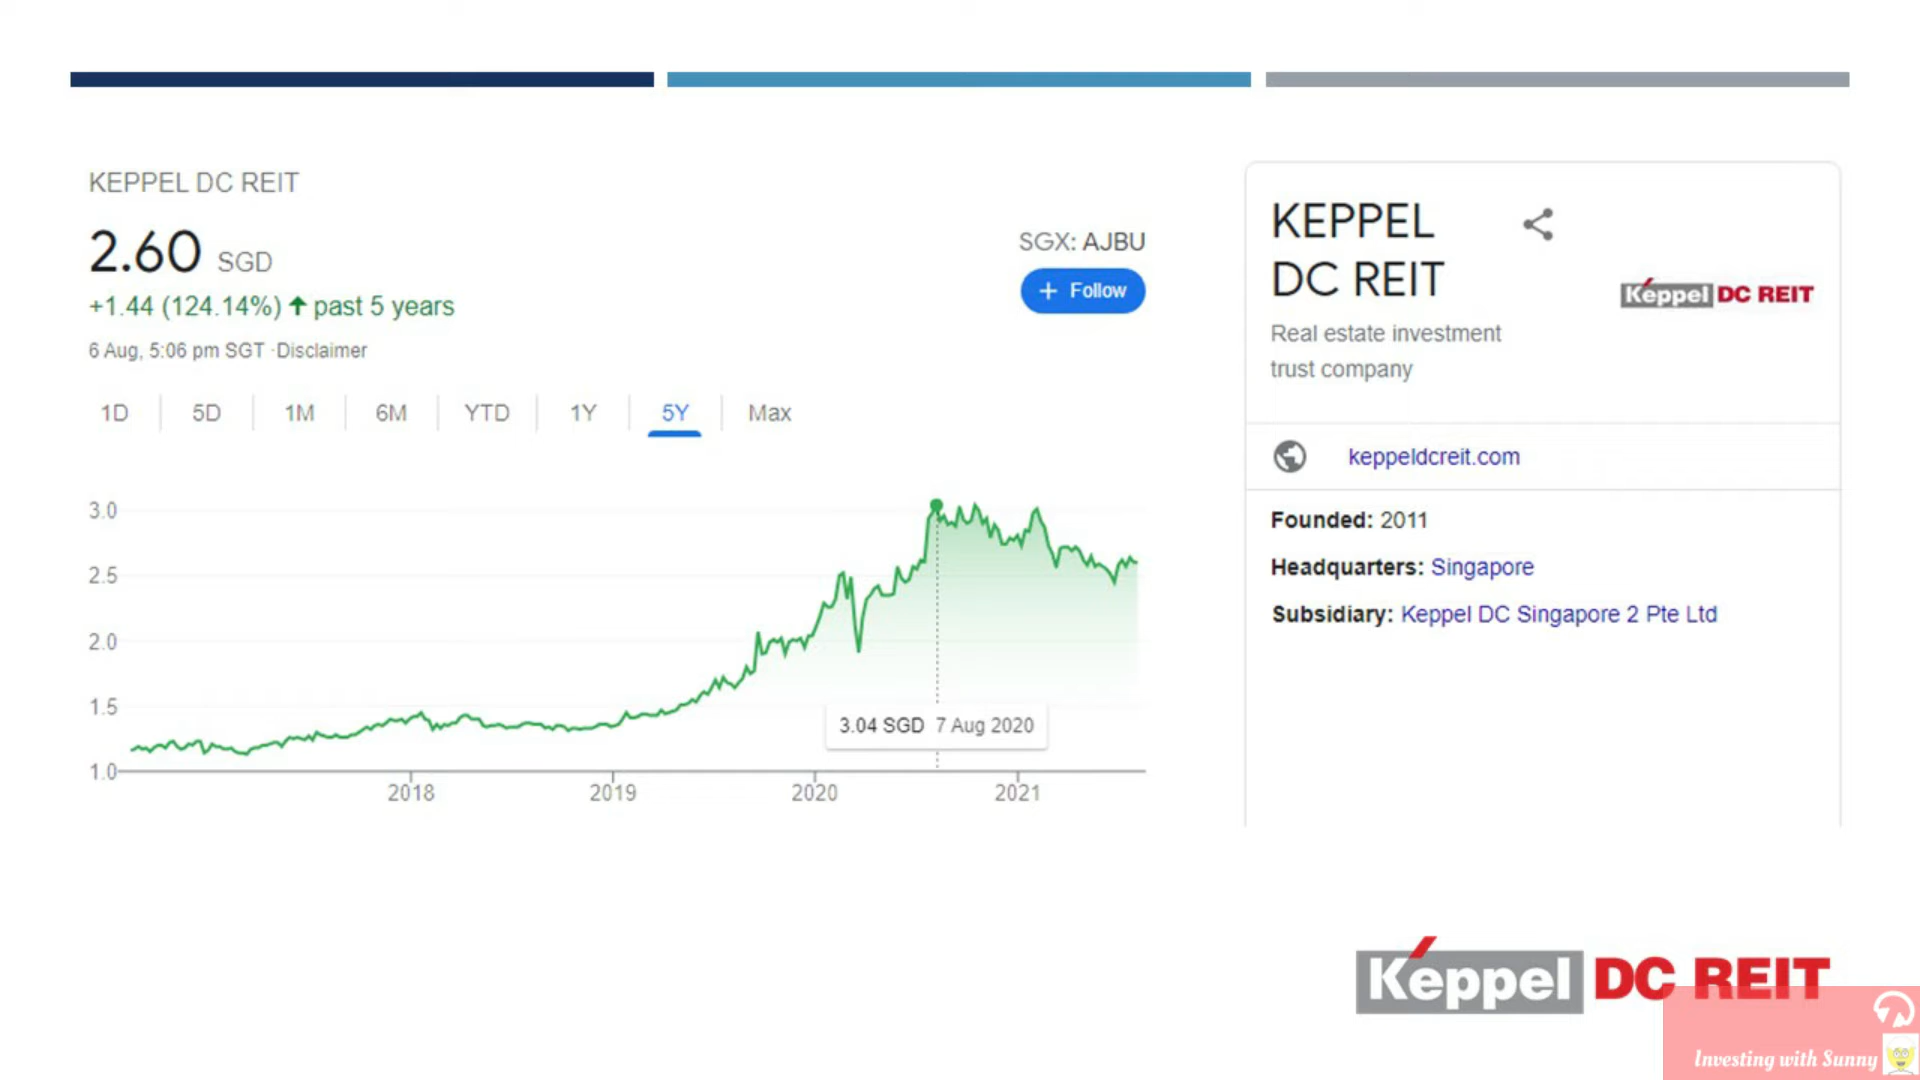 KEPPEL DC REIT
2.60 SGD
+1.44 (124.14%) ↑ past 5 years
6 Aug, 5:06 pm SGT · Disclaimer
SGX: AJBU
+ Follow
1D 5D 1M 6M YTD 1Y 5Y Max
3.0
2.5
2.0
1.5
1.0
3.04 SGD 7 Aug 2020
2018 2019 2020 2021
KEPPEL
DC REIT
Real estate investment
trust company
Keppel DC REIT
keppeldcreit.com
Founded: 2011
Headquarters: Singapore
Subsidiary: Keppel DC Singapore 2 Pte Ltd
Keppel DC REIT
Investing with Sunny